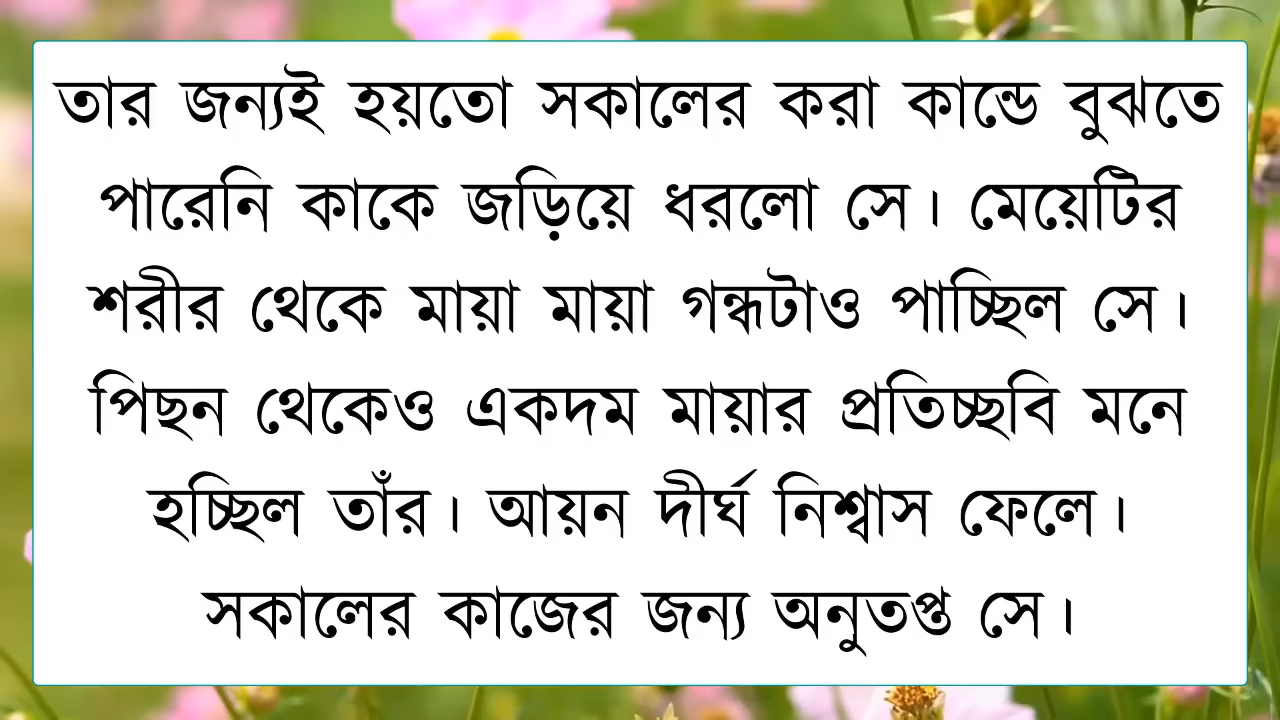 তার জন্যই হয়তো সকালের করা কান্ডে বুঝতে
পারেনি কাকে জড়িয়ে ধরলো সে। মেয়েটির
শরীর থেকে মায়া মায়া গন্ধটাও পাচ্ছিল সে।
পিছন থেকেও একদম মায়ার প্রতিচ্ছবি মনে
হচ্ছিল তাঁর। আয়ন দীর্ঘ নিশ্বাস ফেলে।
সকালের কাজের জন্য অনুতপ্ত সে।